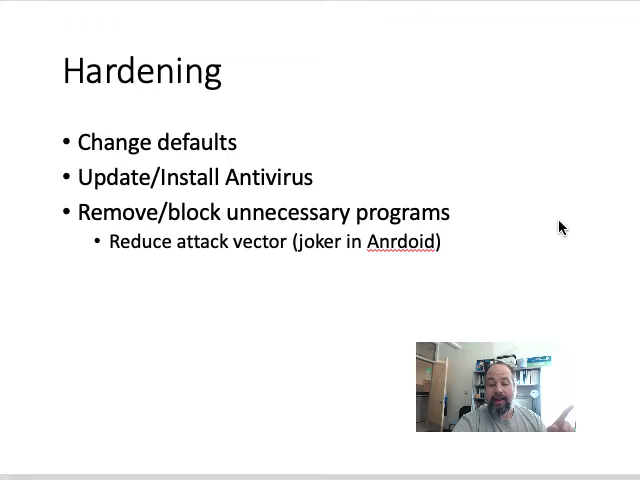 Hardening
• Change defaults
• Update/Install Antivirus
• Remove/block unnecessary programs
• Reduce attack vector (joker in Anrdoid)